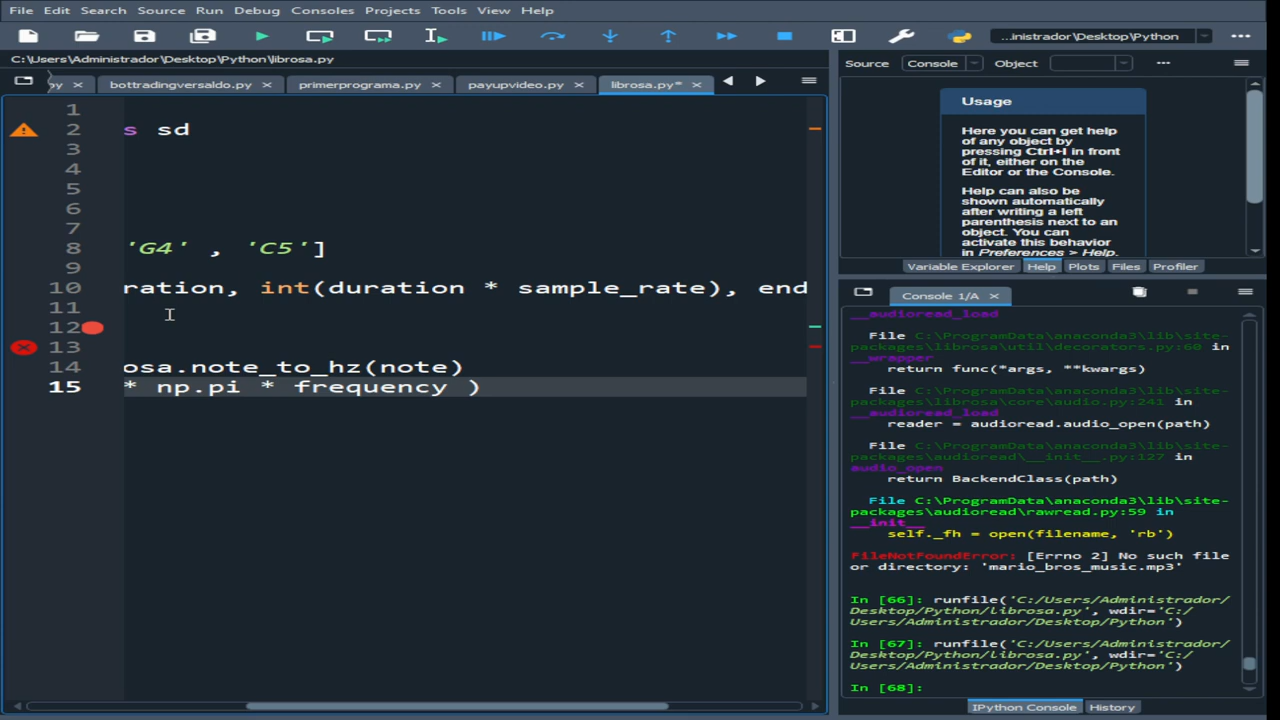 File Edit Search Source Run Debug Consoles Projects Tools View Help
...inistrador\Desktop\Python
C:\Users\Administrador\Desktop\Python\librosa.py
py bottradingversaldo.py primerprograma.py payupvideo.py librosa.py*
1
2 s sd
3
4
5
6
7
8 'G4' , 'C5']
9
10 ration, int(duration * sample_rate), end
11
12
13
14 osa.note_to_hz(note)
15 * np.pi * frequency )
Source Console Object
Usage
Here you can get help
of any object by
pressing Ctrl+I in front
of it, either on the
Editor or the Console.
Help can also be
shown automatically
after writing a left
parenthesis next to an
object. You can
activate this behavior
in Preferences > Help.
Variable Explorer Help Plots Files Profiler
Console 1/A
__audioread_load
File C:\ProgramData\anaconda3\lib\site-
packages\librosa\util\decorators.py:60 in
__wrapper
return func(*args, **kwargs)
File C:\ProgramData\anaconda3\lib\site-
packages\librosa\core\audio.py:241 in
__audioread_load
reader = audioread.audio_open(path)
File C:\ProgramData\anaconda3\lib\site-
packages\audioread\__init__.py:127 in
audio_open
return BackendClass(path)
File C:\ProgramData\anaconda3\lib\site-
packages\audioread\rawread.py:59 in
__init__
self._fh = open(filename, 'rb')
FileNotFoundError: [Errno 2] No such file
or directory: 'mario_bros_music.mp3'
In [66]: runfile('C:/Users/Administrador/
Desktop/Python/librosa.py', wdir='C:/
Users/Administrador/Desktop/Python')
In [67]: runfile('C:/Users/Administrador/
Desktop/Python/librosa.py', wdir='C:/
Users/Administrador/Desktop/Python')
In [68]:
IPython Console History